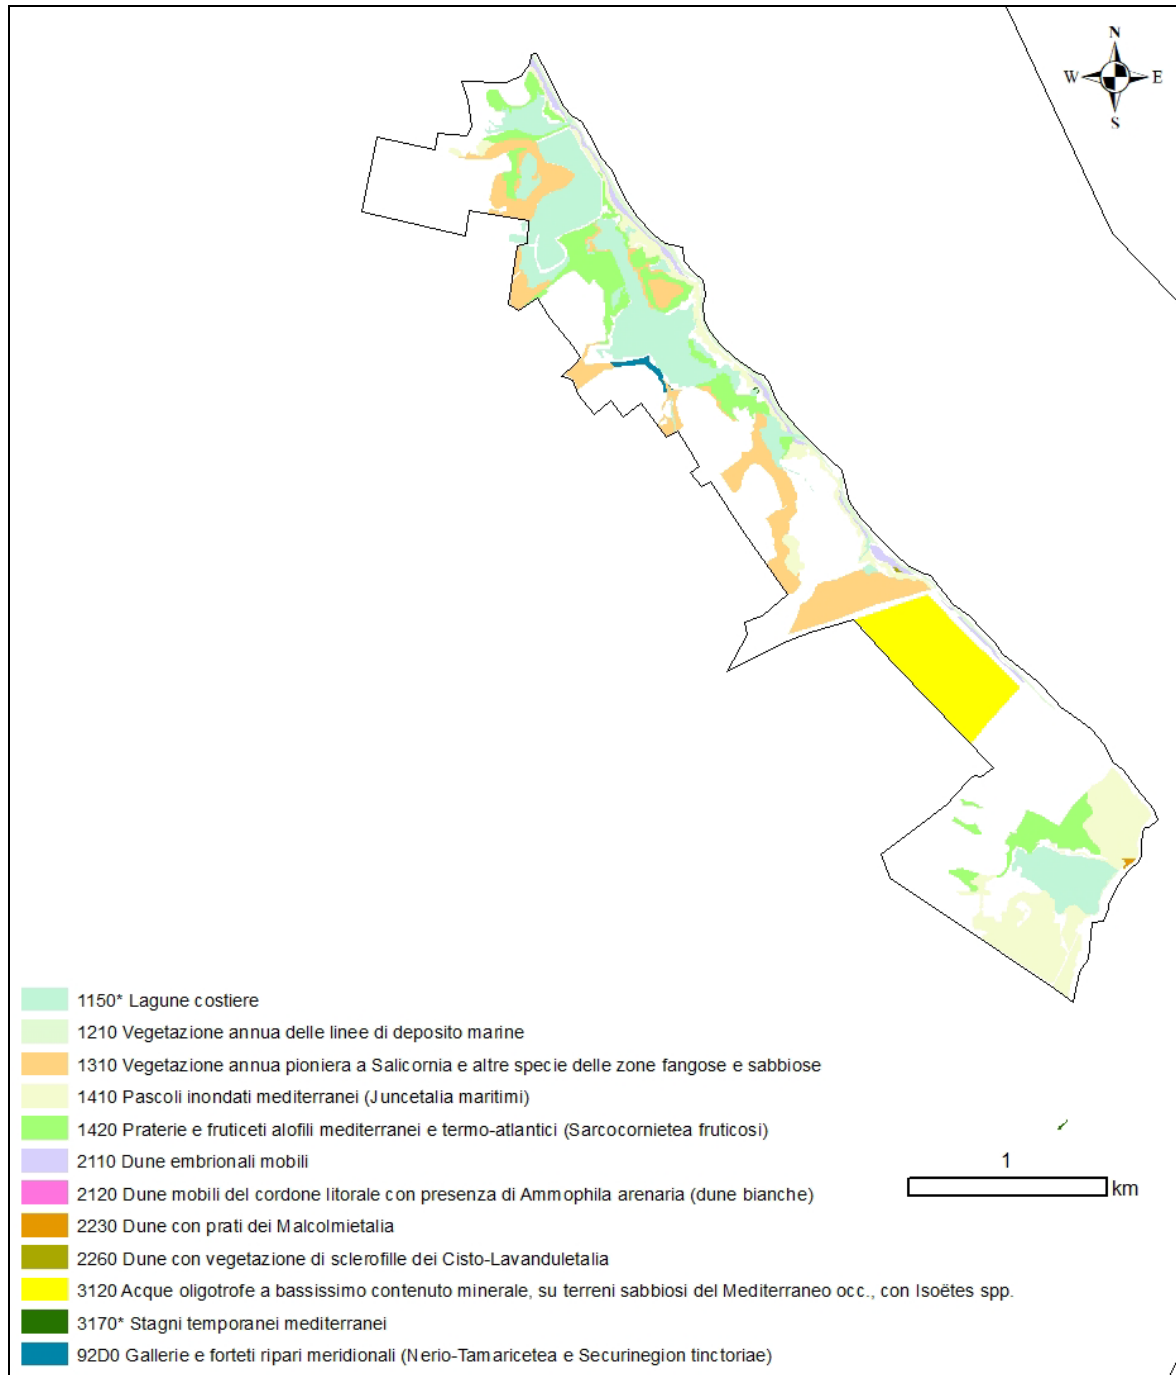 N
W E
S
1150* Lagune costiere
1210 Vegetazione annua delle linee di deposito marine
1310 Vegetazione annua pioniera a Salicornia e altre specie delle zone fangose e sabbiose
1410 Pascoli inondati mediterranei (Juncetalia maritimi)
1420 Praterie e fruticeti alofili mediterranei e termo-atlantici (Sarcocornietea fruticosi)
2110 Dune embrionali mobili
1
km
2120 Dune mobili del cordone litorale con presenza di Ammophila arenaria (dune bianche)
2230 Dune con prati dei Malcolmietalia
2260 Dune con vegetazione di sclerofille dei Cisto-Lavanduletalia
3120 Acque oligotrofe a bassissimo contenuto minerale, su terreni sabbiosi del Mediterraneo occ., con Isoëtes spp.
3170* Stagni temporanei mediterranei
92D0 Gallerie e forteti ripari meridionali (Nerio-Tamaricetea e Securinegion tinctoriae)